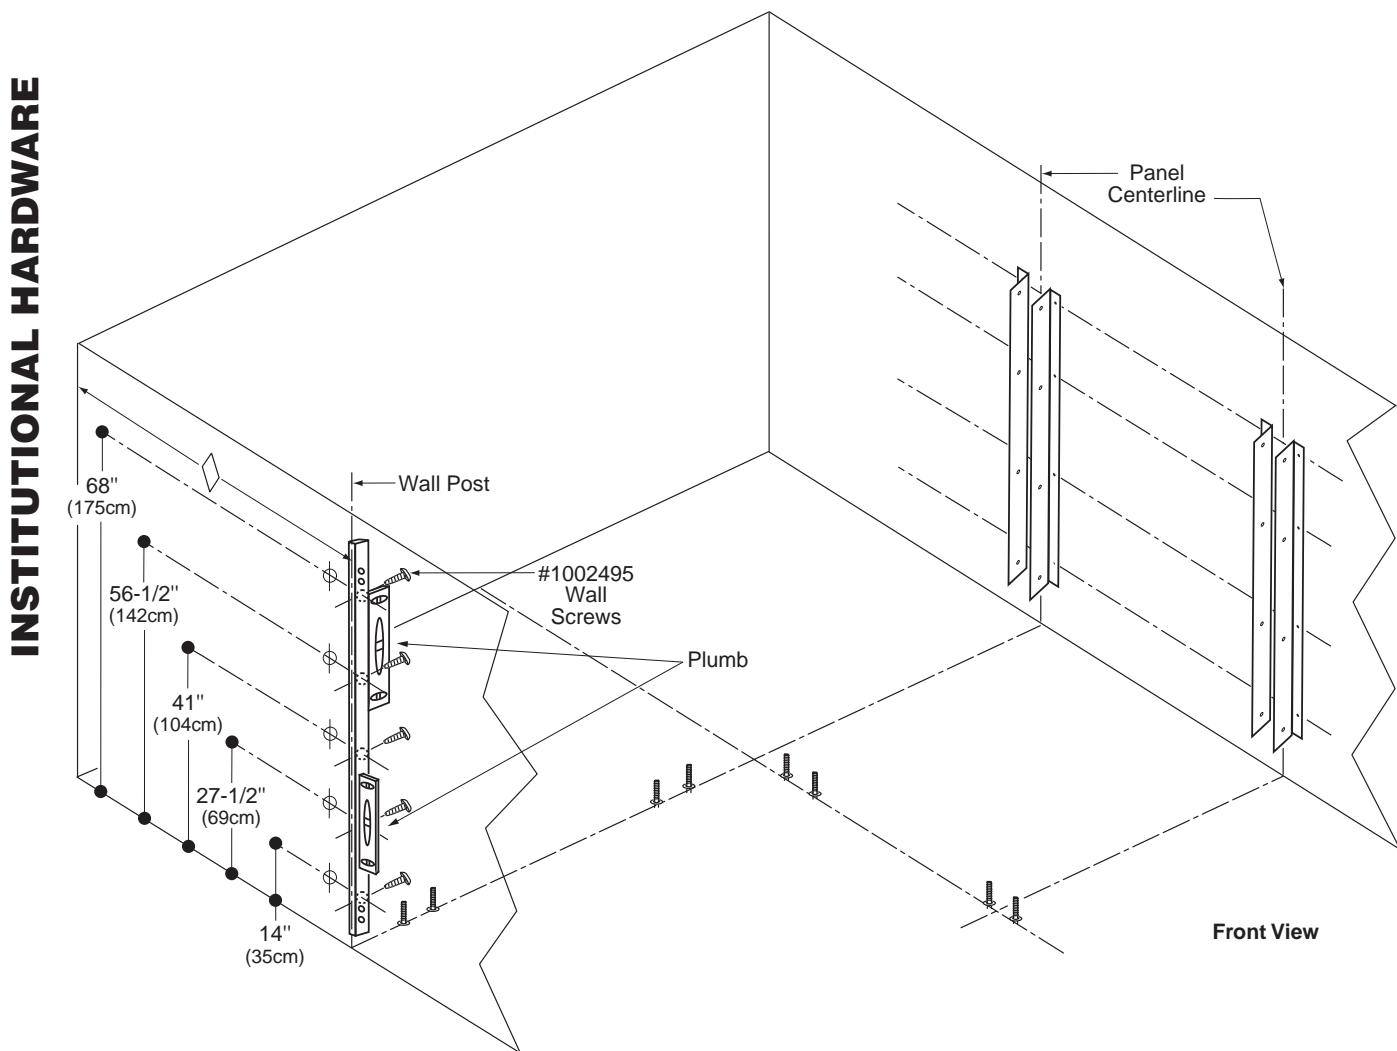 INSTITUTIONAL HARDWARE
Panel
Centerline
Wall Post
68"
(175cm)
#1002495
Wall
Screws
56-1/2"
(142cm)
Plumb
41"
(104cm)
27-1/2"
(69cm)
14"
(35cm)
Front View